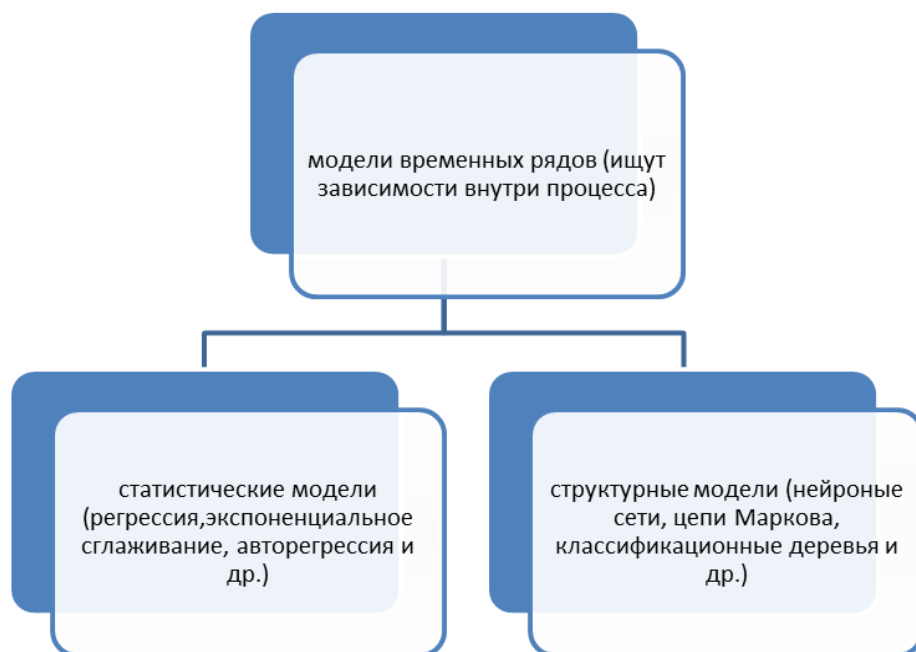 модели временных рядов (ищут
зависимости внутри процесса)
статистические модели
(регрессия,экспоненциальное
сглаживание, авторегрессия и
др.)
структурные модели (нейроные
сети, цепи Маркова,
классификационные деревья и
др.)